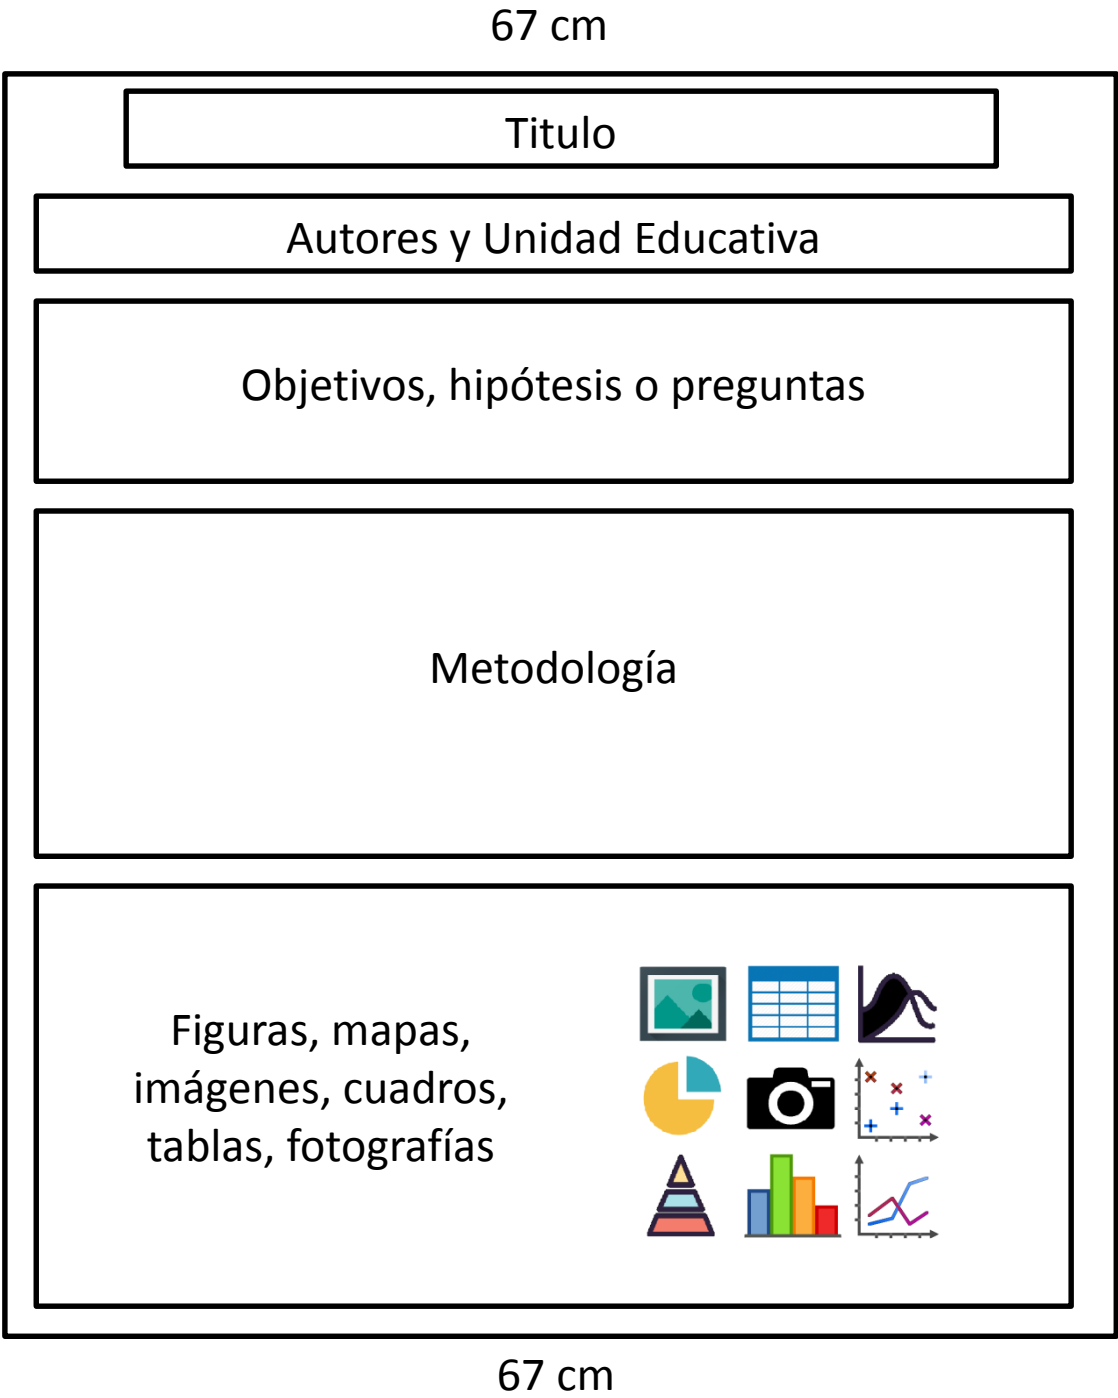 67 cm
Titulo
Autores y Unidad Educativa
Objetivos, hipótesis o preguntas
Metodología
Figuras, mapas,
imágenes, cuadros,
tablas, fotografías
67 cm